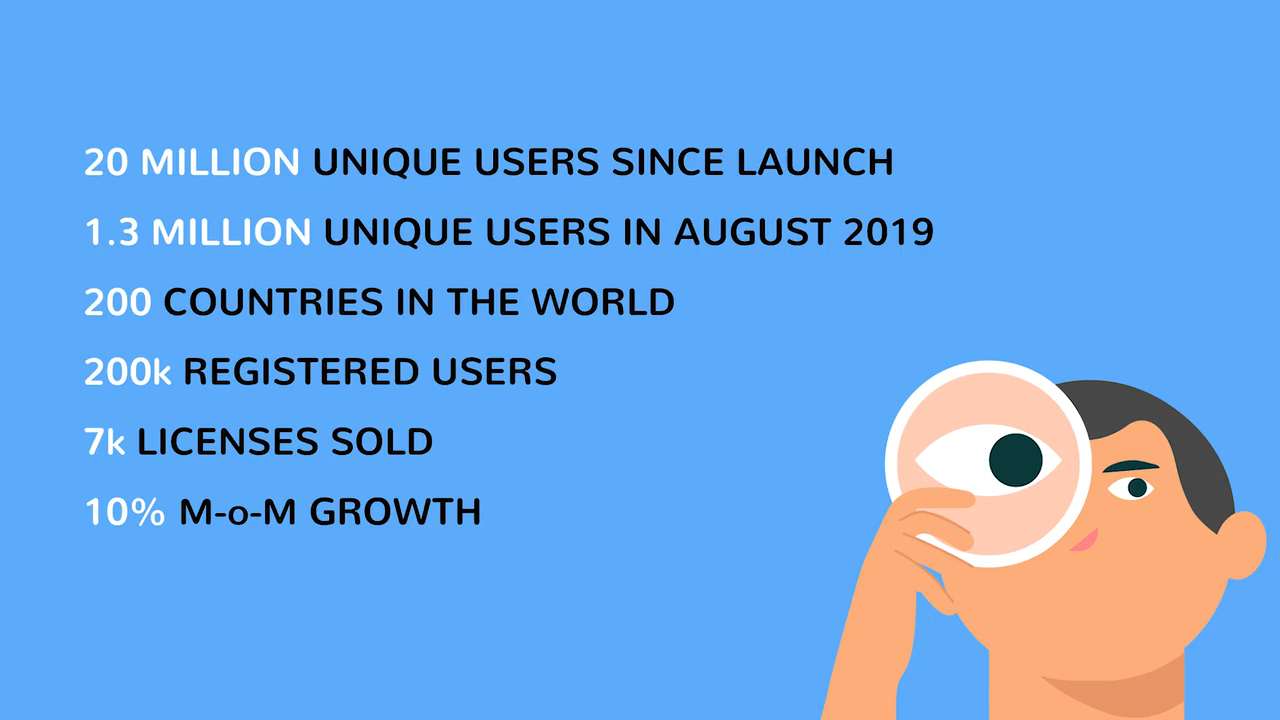 20 MILLION UNIQUE USERS SINCE LAUNCH
1.3 MILLION UNIQUE USERS IN AUGUST 2019
200 COUNTRIES IN THE WORLD
200k REGISTERED USERS
7k LICENSES SOLD
10% M-o-M GROWTH